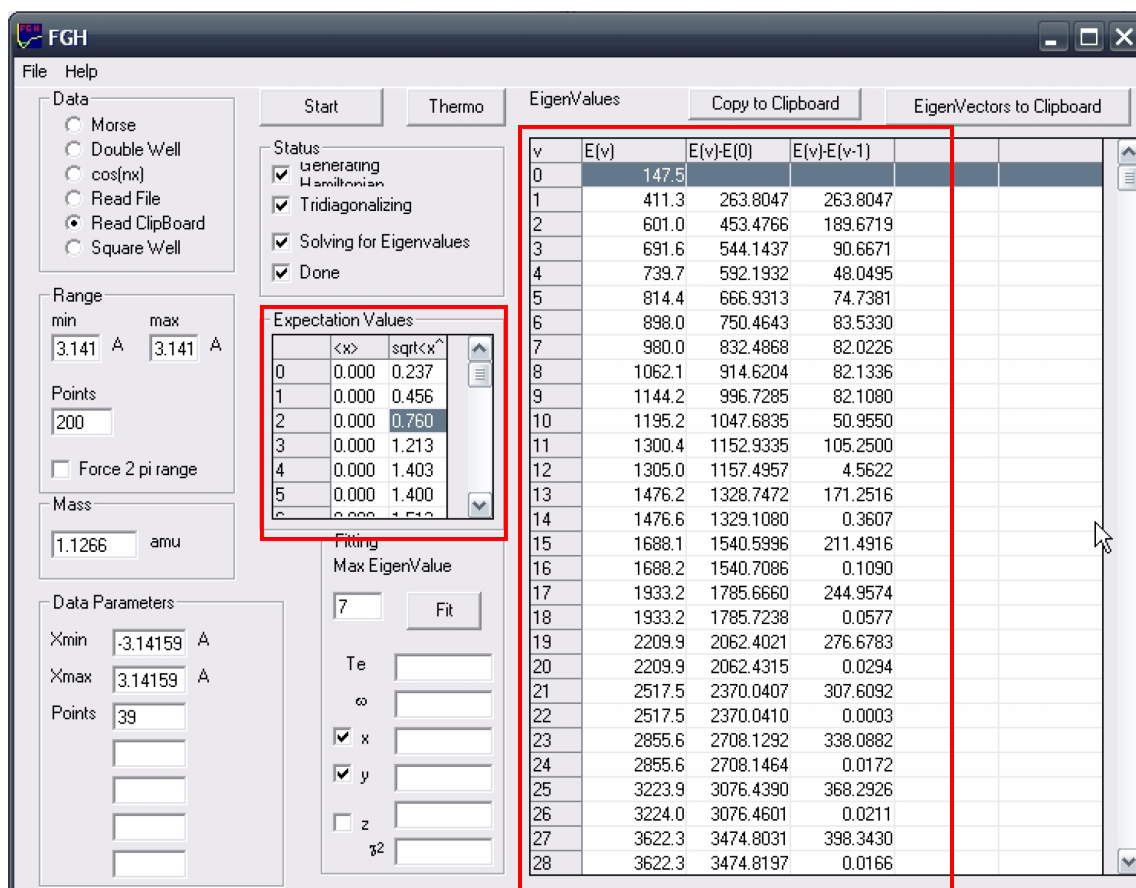 FGH
File Help
Data
Morse
Double Well
cos(nx)
Read File
Read ClipBoard
Square Well
Range
min max
3.141 A 3.141 A
Points
200
Force 2 pi range
Mass
1.1266 amu
Data Parameters
Xmin -3.14159 A
Xmax 3.14159 A
Points 39
Start Thermo
Status
Generating
Hamiltonian
Tridiagonalizing
Solving for Eigenvalues
Done
Expectation Values
<x> sqrt<x^
0 0.000 0.237
1 0.000 0.456
2 0.000 0.760
3 0.000 1.213
4 0.000 1.403
5 0.000 1.400
Fitting
Max EigenValue
7 Fit
Te
ω
x
y
z
EigenValues Copy to Clipboard EigenVectors to Clipboard
v E(v) E(v)-E(0) E(v)-E(v-1)
0 147.5
1 411.3 263.8047 263.8047
2 601.0 453.4766 189.6719
3 691.6 544.1437 90.6671
4 739.7 592.1932 48.0495
5 814.4 666.9313 74.7381
6 898.0 750.4643 83.5330
7 980.0 832.4868 82.0226
8 1062.1 914.6204 82.1336
9 1144.2 996.7285 82.1080
10 1195.2 1047.6835 50.9550
11 1300.4 1152.9335 105.2500
12 1305.0 1157.4957 4.5622
13 1476.2 1328.7472 171.2516
14 1476.6 1329.1080 0.3607
15 1688.1 1540.5996 211.4916
16 1688.2 1540.7086 0.1090
17 1933.2 1785.6660 244.9574
18 1933.2 1785.7238 0.0577
19 2209.9 2062.4021 276.6783
20 2209.9 2062.4315 0.0294
21 2517.5 2370.0407 307.6092
22 2517.5 2370.0410 0.0003
23 2855.6 2708.1292 338.0882
24 2855.6 2708.1464 0.0172
25 3223.9 3076.4390 368.2926
26 3224.0 3076.4601 0.0211
27 3622.3 3474.8031 398.3430
28 3622.3 3474.8197 0.0166